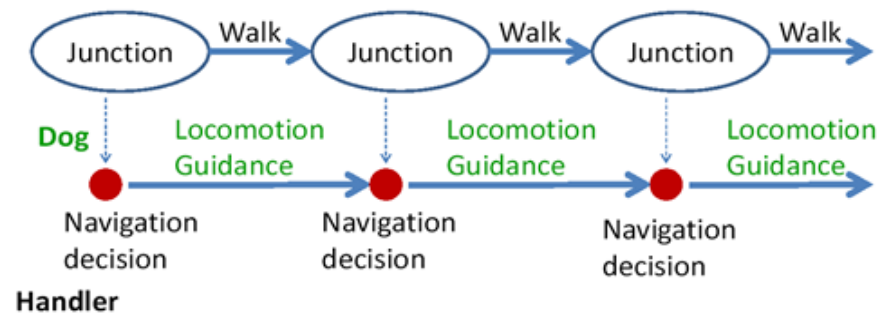 Junction
Walk
Junction
Walk
Junction
Walk
Dog
Locomotion
Guidance
Locomotion
Guidance
Locomotion
Guidance
Navigation
decision
Navigation
decision
Navigation
decision
Handler